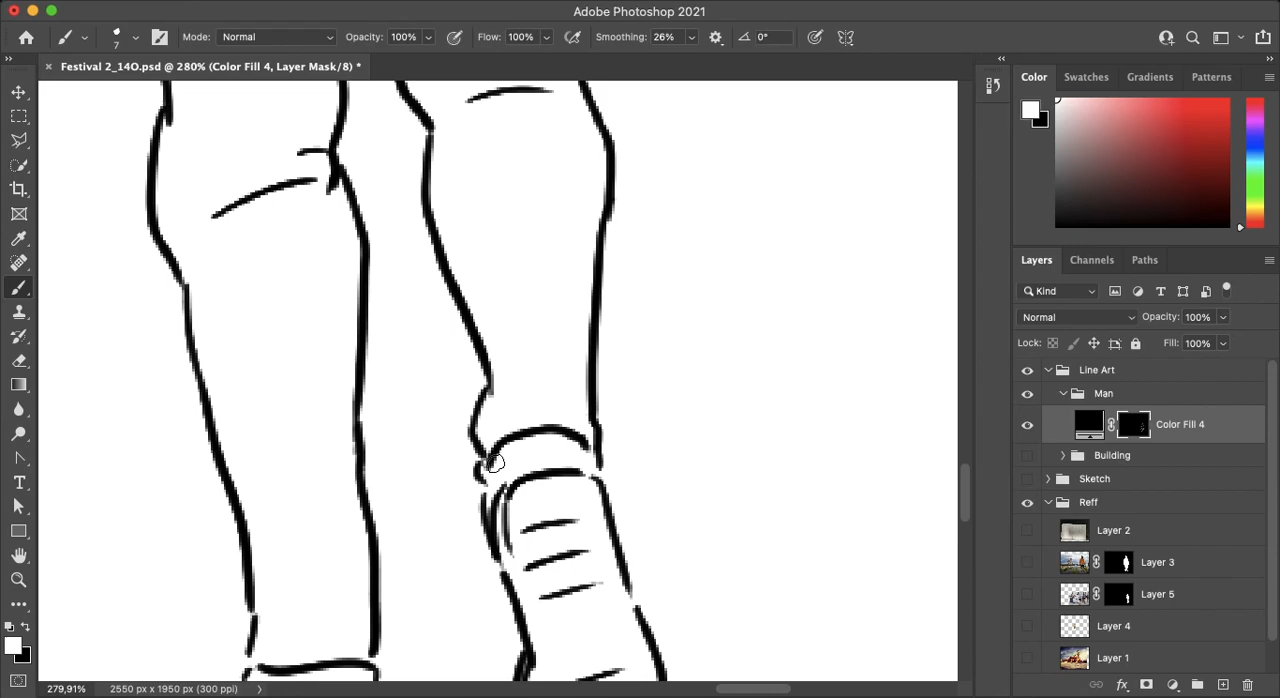 Adobe Photoshop 2021
7 Mode: Normal Opacity: 100% Flow: 100% Smoothing: 26% 0°
Festival 2_14O.psd @ 280% (Color Fill 4, Layer Mask/8) *
Color Swatches Gradients Patterns
Layers Channels Paths
Kind
Normal Opacity: 100%
Lock: Fill: 100%
Line Art
Man
Color Fill 4
Building
Sketch
Reff
Layer 2
Layer 3
Layer 5
Layer 4
Layer 1
279,91% 2550 px x 1950 px (300 ppi)